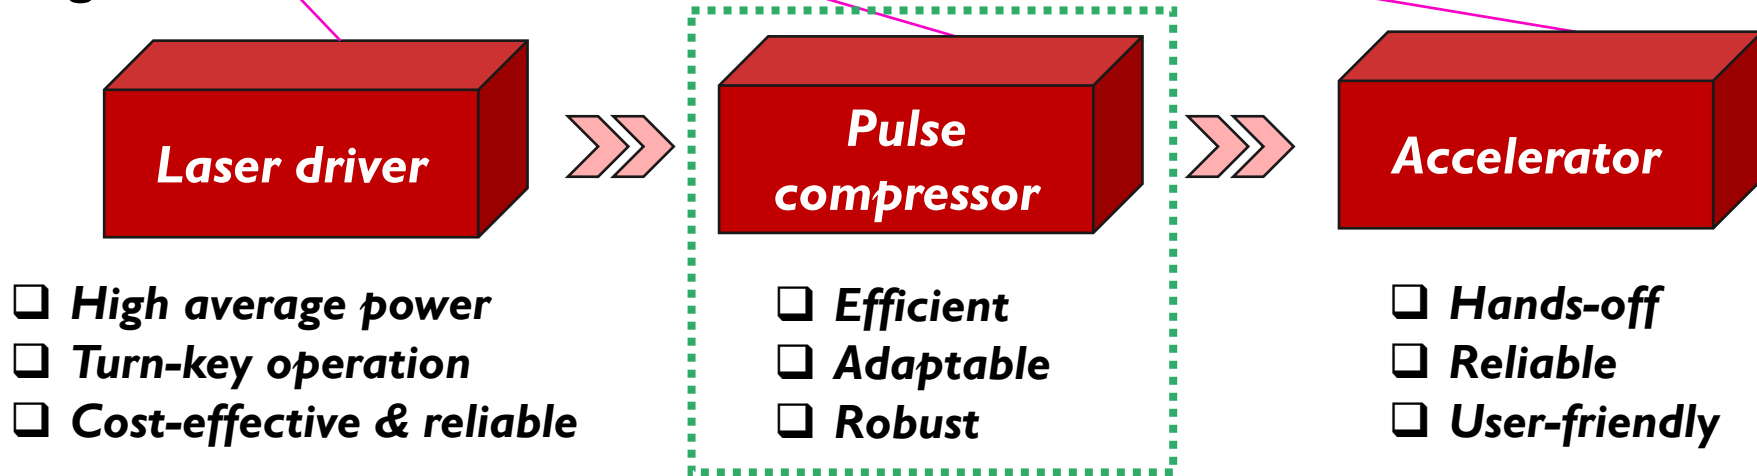 Laser driver
Pulse
compressor
Accelerator
❑ High average power
❑ Turn-key operation
❑ Cost-effective & reliable
❑ Efficient
❑ Adaptable
❑ Robust
❑ Hands-off
❑ Reliable
❑ User-friendly